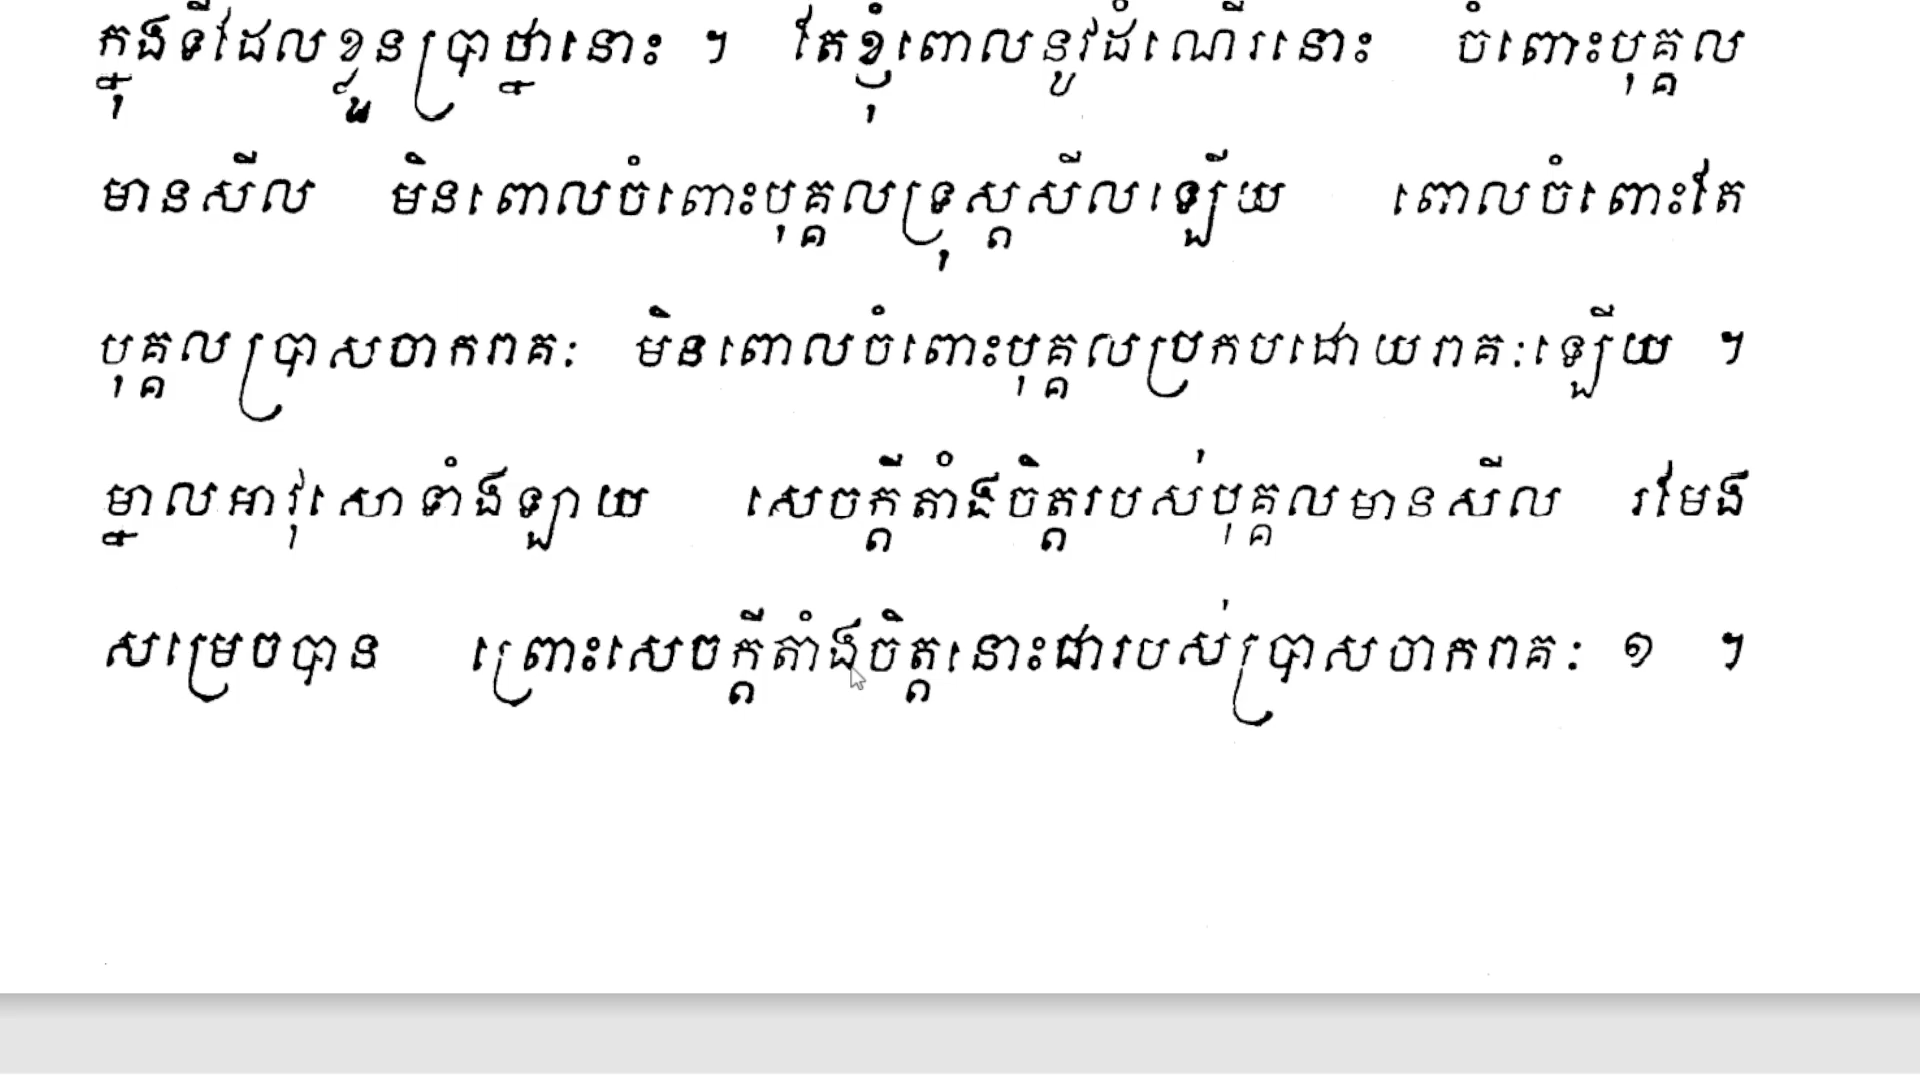 ក្នុងទីដែលខ្លួនប្រាថ្នានោះ ។ តែខ្ញុំពោលនូវដំណើរនោះ ចំពោះបុគ្គល
មានសីល មិនពោលចំពោះបុគ្គលទ្រុស្តសីលឡើយ ពោលចំពោះតែ
បុគ្គលប្រាសចាករាគៈ មិនពោលចំពោះបុគ្គលប្រកបដោយរាគៈឡើយ ។
ម្នាលអាវុសោទាំងឡាយ សេចក្តីតាំងចិត្តរបស់បុគ្គលមានសីល រមែង
សម្រេចបាន ព្រោះសេចក្តីតាំងចិត្តនោះជារបស់ប្រាសចាករាគៈ ១ ។